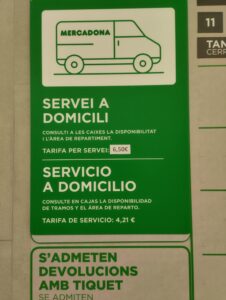 MERCADONA
11
TAN
CERR
SERVEI A
DOMICILI
CONSULTI A LES CAIXES LA DISPONIBILITAT
I L'ÀREA DE REPARTIMENT.
TARIFA PER SERVEI: 6,50€
SERVICIO
A DOMICILIO
CONSULTE EN CAJAS LA DISPONIBILIDAD
DE TRAMOS Y EL ÁREA DE REPARTO.
TARIFA DE SERVICIO: 4,21 €
S'ADMETEN
DEVOLUCIONS
AMB TIQUET
SE ADMITEN